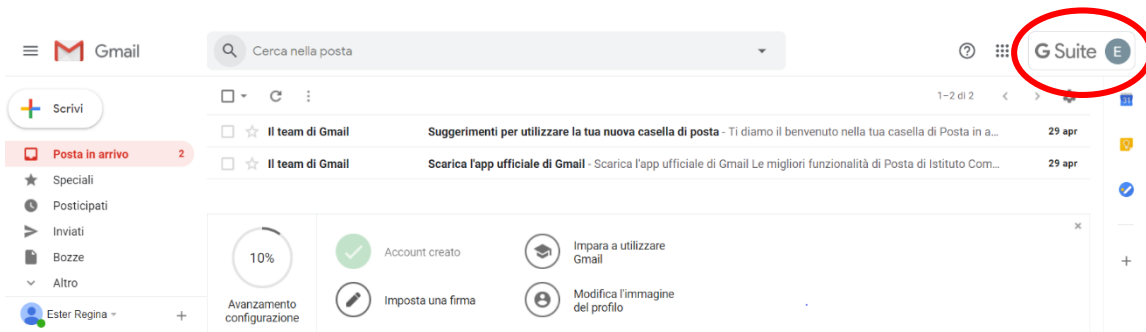 Gmail
Cerca nella posta
G Suite E
Scrivi
1–2 di 2
31
Posta in arrivo 2
Speciali
Posticipati
Inviati
Bozze
Altro
Ester Regina
Il team di Gmail Suggerimenti per utilizzare la tua nuova casella di posta - Ti diamo il benvenuto nella tua casella di Posta in a... 29 apr
Il team di Gmail Scarica l'app ufficiale di Gmail - Scarica l'app ufficiale di Gmail Le migliori funzionalità di Posta di Istituto Com... 29 apr
10%
Avanzamento
configurazione
Account creato
Imposta una firma
Impara a utilizzare
Gmail
Modifica l'immagine
del profilo